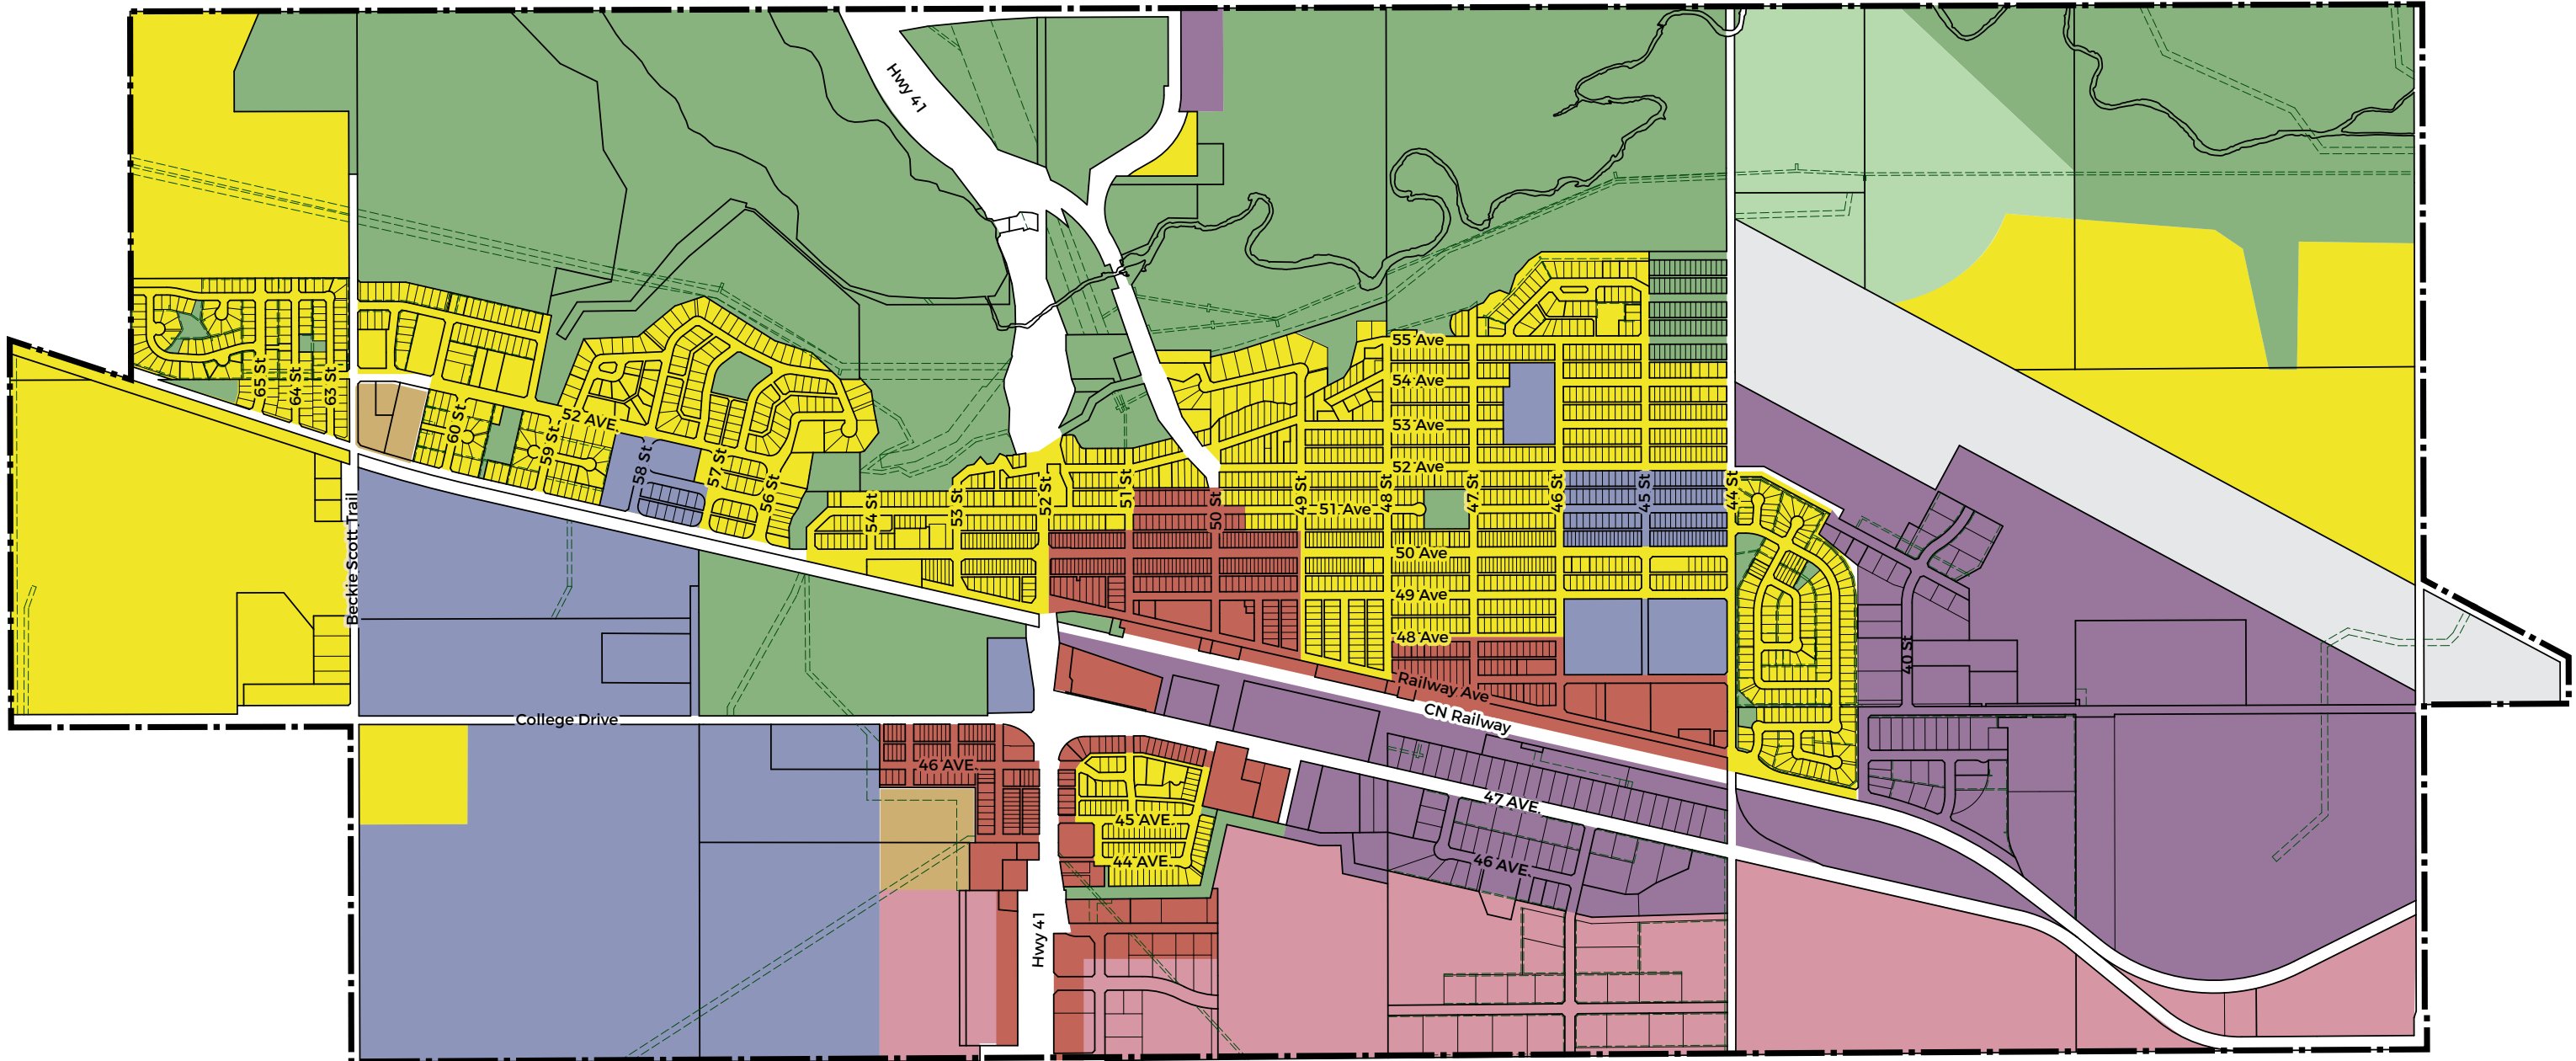 Hwy 41
55 Ave
54 Ave
53 Ave
52 Ave
51 Ave
50 Ave
49 Ave
48 Ave
65 St
64 St
63 St
60 St
59 St
52 AVE.
58 St
57 St
56 St
54 St
53 St
52 St
51 St
50 St
49 St
48 St
47 St
46 St
45 St
44 St
40 St
Beckie Scott Trail
Railway Ave
CN Railway
College Drive
46 AVE.
45 AVE.
44 AVE.
47 AVE.
46 AVE.
Hwy 41